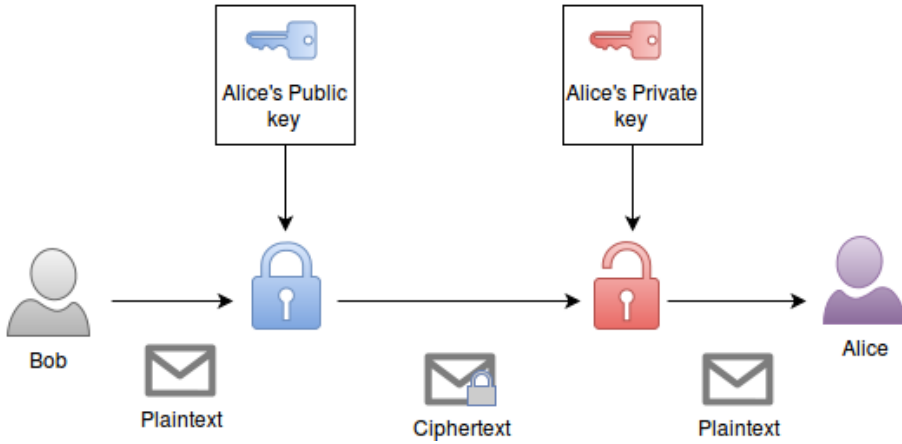 Alice's Public
key
Alice's Private
key
Bob
Alice
Plaintext
Ciphertext
Plaintext